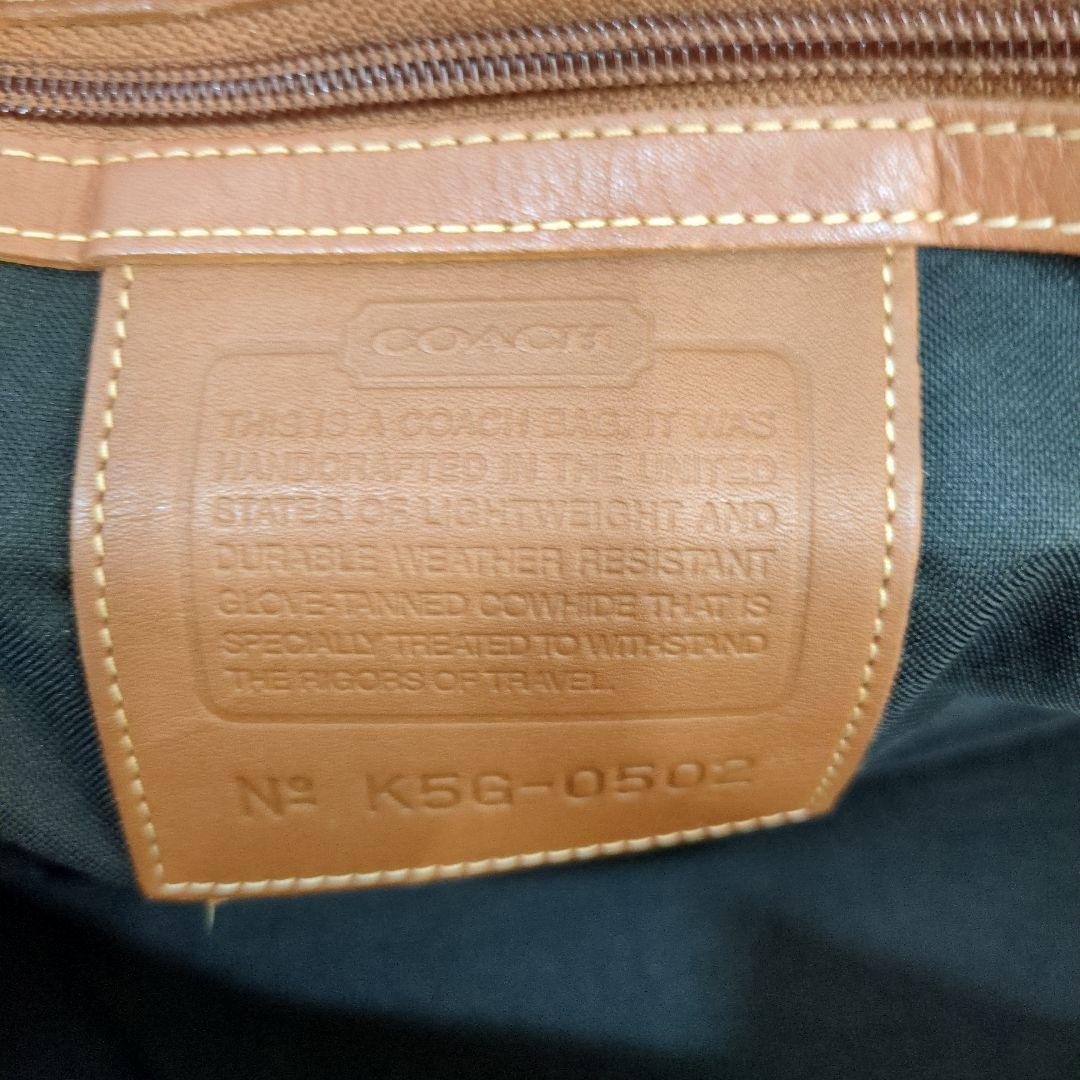 COACH
THIS IS A COACH BAG. IT WAS
HANDCRAFTED IN THE UNITED
STATES OF LIGHTWEIGHT AND
DURABLE WEATHER RESISTANT
GLOVE-TANNED COWHIDE THAT IS
SPECIALLY TREATED TO WITHSTAND
THE RIGORS OF TRAVEL.
Nº K5G-0502